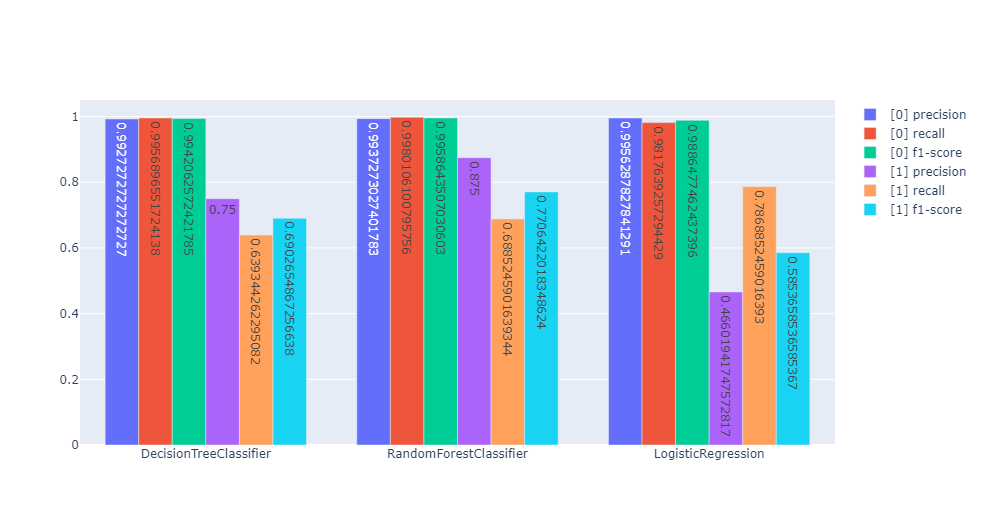 1
0.8
0.6
0.4
0.2
0
0.9927272727272727
0.9956896551724138
0.9942062572421785
0.75
0.639344262295082
0.6902654867256638
0.9937273027401783
0.9980106100795756
0.9958643507030603
0.875
0.6885245901639344
0.7706422018348624
0.9956287827841291
0.9817639257294429
0.9886477462437396
0.46601941747572817
0.7868852459016393
0.5853658536585367
DecisionTreeClassifier
RandomForestClassifier
LogisticRegression
[0] precision
[0] recall
[0] f1-score
[1] precision
[1] recall
[1] f1-score